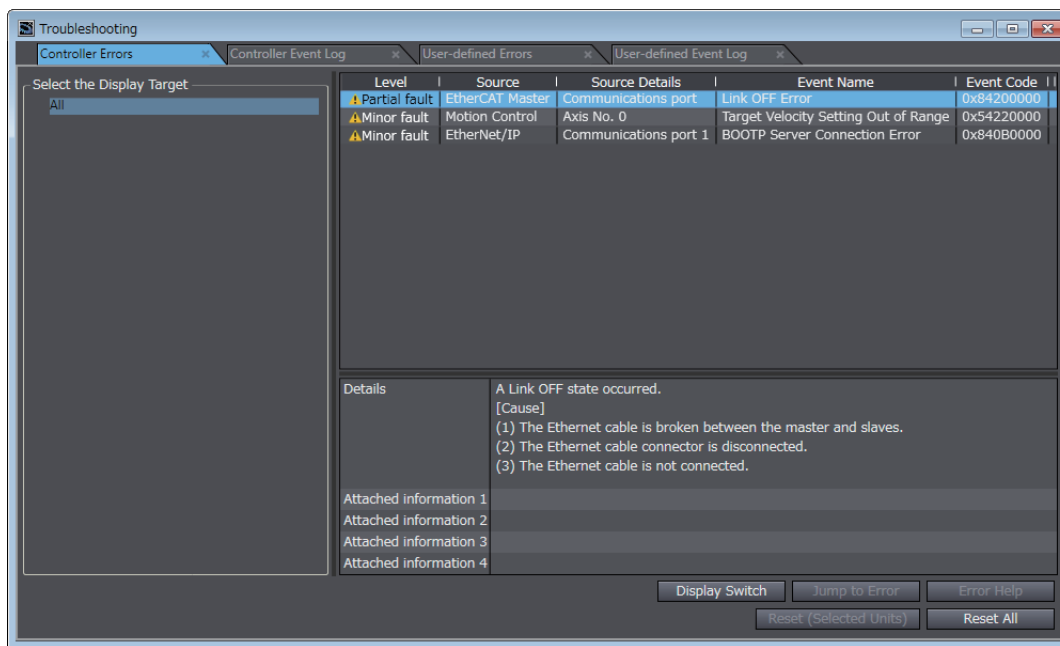 Troubleshooting
Controller Errors
Controller Event Log
User-defined Errors
User-defined Event Log
Select the Display Target
All
Level Source Source Details Event Name Event Code
Partial fault EtherCAT Master Communications port Link OFF Error 0x84200000
Minor fault Motion Control Axis No. 0 Target Velocity Setting Out of Range 0x54220000
Minor fault EtherNet/IP Communications port 1 BOOTP Server Connection Error 0x840B0000
Details A Link OFF state occurred.
[Cause]
(1) The Ethernet cable is broken between the master and slaves.
(2) The Ethernet cable connector is disconnected.
(3) The Ethernet cable is not connected.
Attached information 1
Attached information 2
Attached information 3
Attached information 4
Display Switch Jump to Error Error Help
Reset (Selected Units) Reset All